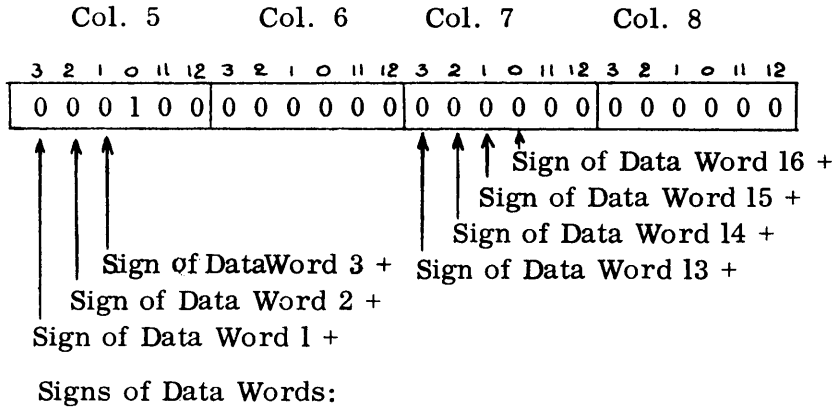 Col. 5 Col. 6 Col. 7 Col. 8
3 2 1 0 11 12 3 2 1 0 11 12 3 2 1 0 11 12 3 2 1 0 11 12
0 0 0 1 0 0 0 0 0 0 0 0 0 0 0 0 0 0 0 0 0 0 0 0
Sign of Data Word 16 +
Sign of Data Word 15 +
Sign of Data Word 14 +
Sign of DataWord 3 + Sign of Data Word 13 +
Sign of Data Word 2 +
Sign of Data Word 1 +
Signs of Data Words: